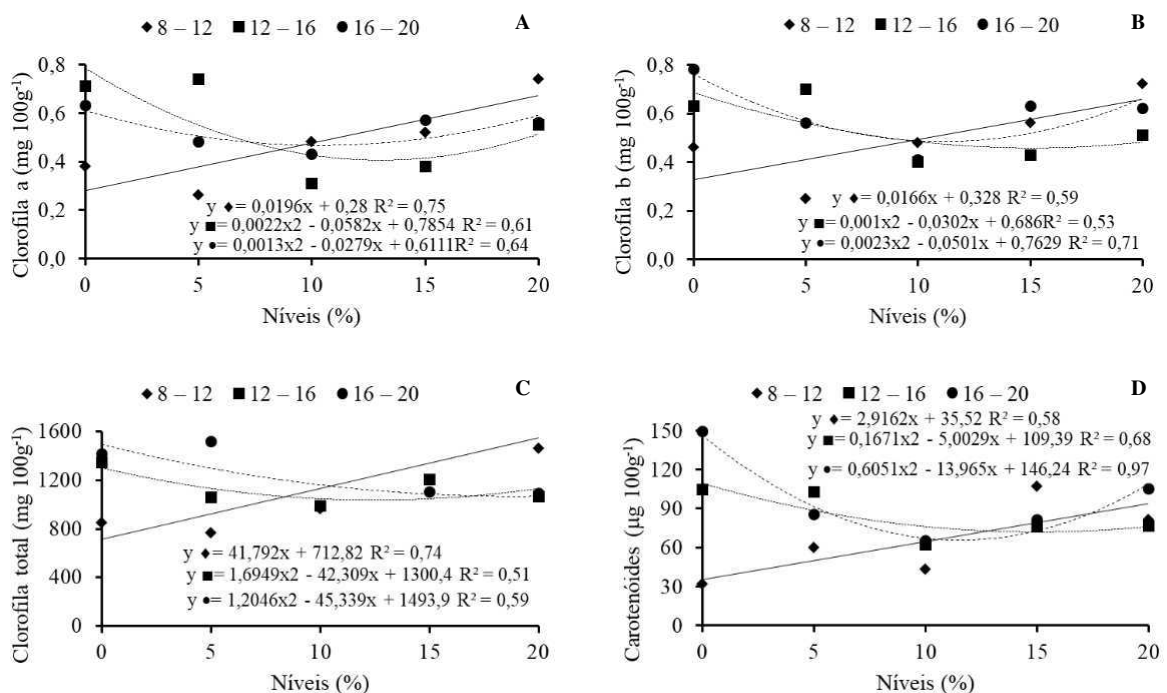 A
◆ 8 – 12 ■ 12 – 16 ● 16 – 20
Clorofila a (mg 100g-1)
0,8
0,6
0,4
0,2
0,0
y ◆= 0,0196x + 0,28 R² = 0,75
y ■= 0,0022x2 - 0,0582x + 0,7854 R² = 0,61
y ●= 0,0013x2 - 0,0279x + 0,6111R² = 0,64
0 5 10 15 20
Níveis (%)
B
◆ 8 – 12 ■ 12 – 16 ● 16 – 20
Clorofila b (mg 100g-1)
0,8
0,6
0,4
0,2
0,0
y ◆= 0,0166x + 0,328 R² = 0,59
y ■= 0,001x2 - 0,0302x + 0,686R² = 0,53
y ●= 0,0023x2 - 0,0501x + 0,7629 R² = 0,71
0 5 10 15 20
Níveis (%)
C
◆ 8 – 12 ■ 12 – 16 ● 16 – 20
Clorofila total (mg 100g-1)
1600
1200
800
400
0
y ◆= 41,792x + 712,82 R² = 0,74
y ■= 1,6949x2 - 42,309x + 1300,4 R² = 0,51
y ●= 1,2046x2 - 45,339x + 1493,9 R² = 0,59
0 5 10 15 20
Níveis (%)
D
◆ 8 – 12 ■ 12 – 16 ● 16 – 20
y ◆= 2,9162x + 35,52 R² = 0,58
y ■= 0,1671x2 - 5,0029x + 109,39 R² = 0,68
y ●= 0,6051x2 - 13,965x + 146,24 R² = 0,97
Carotenóides (µg 100g-1)
150
120
90
60
30
0
0 5 10 15 20
Níveis (%)